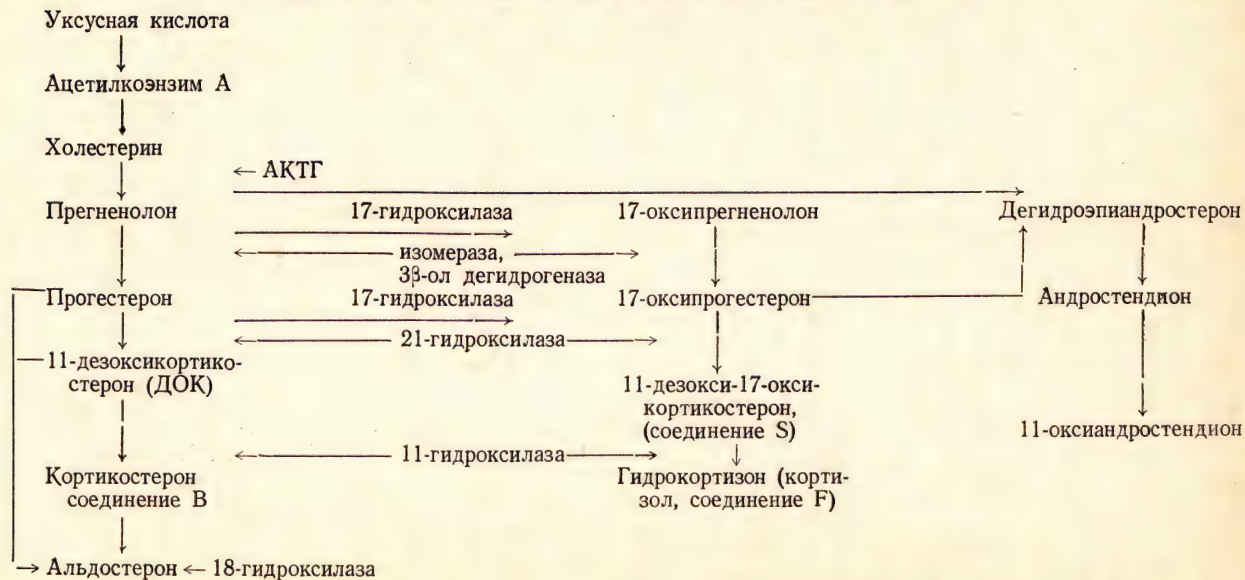 Уксусная кислота
Ацетилкоэнзим А
Холестерин
← АКТГ
Прегненолон 17-гидроксилаза 17-оксипрегненолон Дегидроэпиандростерон
изомераза,
3β-ол дегидрогеназа
Прогестерон 17-гидроксилаза 17-оксипрогестерон Андростендион
21-гидроксилаза
11-дезоксикортико-
стерон (ДОК)
11-дезокси-17-окси-
кортикостерон,
(соединение S)
11-оксиандростендион
11-гидроксилаза
Кортикостерон
соединение В
Гидрокортизон (корти-
зол, соединение F)
→ Альдостерон ← 18-гидроксилаза